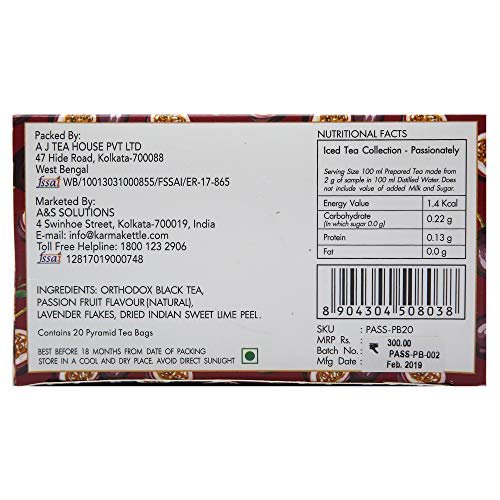 Packed By:
A J TEA HOUSE PVT LTD
47 Hide Road, Kolkata-700088
West Bengal
fssai WB/10013031000855/FSSAI/ER-17-865
Marketed By:
A&S SOLUTIONS
4 Swinhoe Street, Kolkata-700019, India
E-mail: info@karmakettle.com
Toll Free Helpline: 1800 123 2906
fssai 12817019000748
INGREDIENTS: ORTHODOX BLACK TEA,
PASSION FRUIT FLAVOUR(NATURAL),
LAVENDER FLAKES, DRIED INDIAN SWEET LIME PEEL.
Contains 20 Pyramid Tea Bags
BEST BEFORE 18 MONTHS FROM DATE OF PACKING
STORE IN A COOL AND DRY PLACE. AVOID DIRECT SUNLIGHT
NUTRITIONAL FACTS
Iced Tea Collection - Passionately
Serving Size 100 ml Prepared Tea made from
2 g of sample in 100 ml Distilled Water. Does
not include value of added Milk and Sugar.
Energy Value 1.4 Kcal
Carbohydrate 0.22 g
(In which sugar 0.0 g)
Protein 0.13 g
Fat 0.0 g
8 904304 508038
SKU : PASS-PB20
MRP Rs. : ₹ 300.00
Batch No. : PASS-PB-002
Mfg Date : Feb. 2019